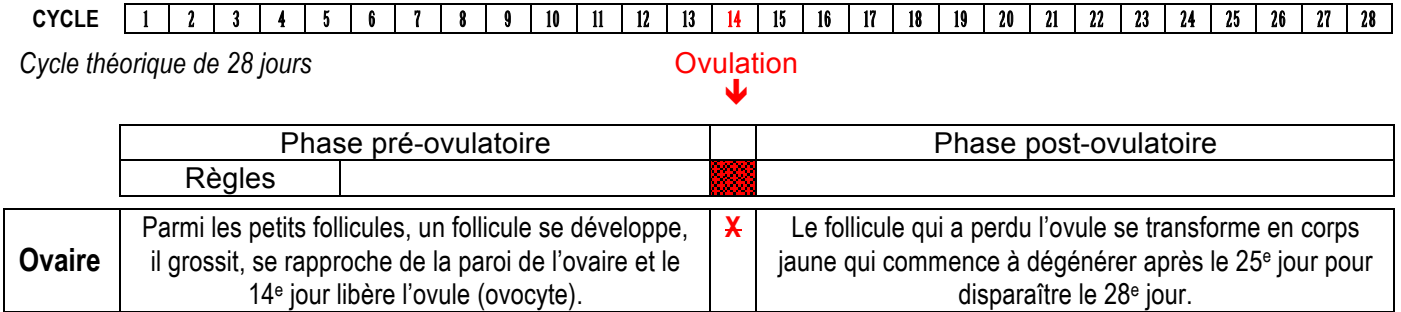 CYCLE 1 2 3 4 5 6 7 8 9 10 11 12 13 14 15 16 17 18 19 20 21 22 23 24 25 26 27 28
Cycle théorique de 28 jours
Ovulation
Phase pré-ovulatoire
Phase post-ovulatoire
Règles
Ovaire
Parmi les petits follicules, un follicule se développe,
il grossit, se rapproche de la paroi de l’ovaire et le
14e jour libère l’ovule (ovocyte).
X
Le follicule qui a perdu l’ovule se transforme en corps
jaune qui commence à dégénérer après le 25e jour pour
disparaître le 28e jour.